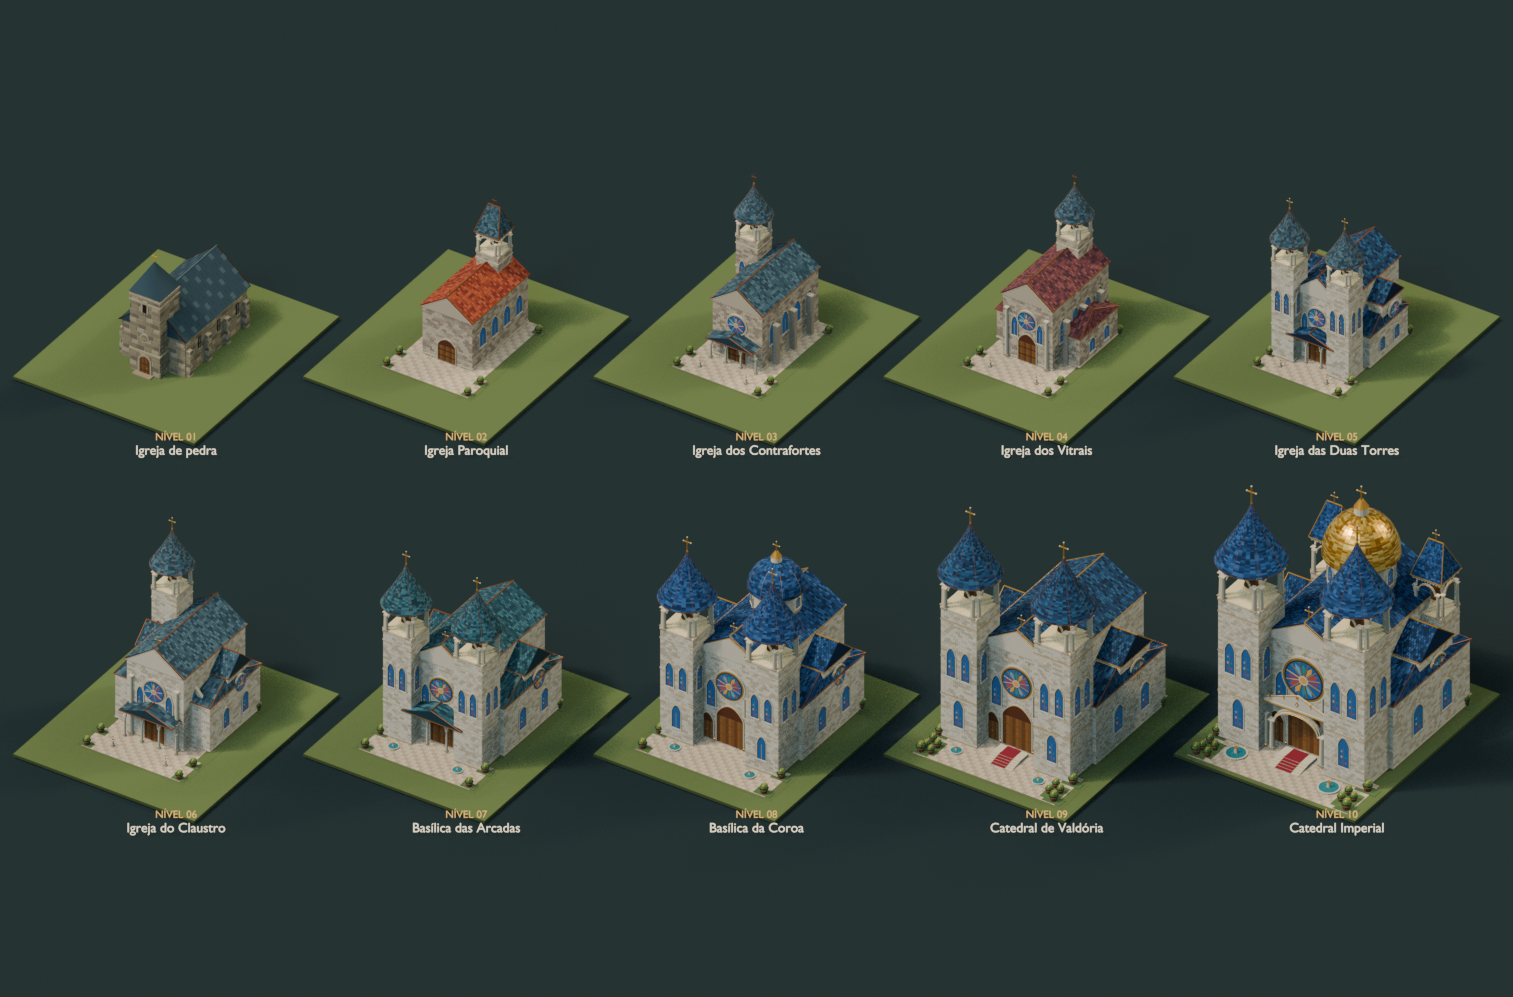 NÍVEL 01
Igreja de pedra
NÍVEL 02
Igreja Paroquial
NÍVEL 03
Igreja dos Contrafortes
NÍVEL 04
Igreja dos Vitrais
NÍVEL 05
Igreja das Duas Torres
NÍVEL 06
Igreja do Claustro
NÍVEL 07
Basílica das Arcadas
NÍVEL 08
Basílica da Coroa
NÍVEL 09
Catedral de Valdória
NÍVEL 10
Catedral Imperial